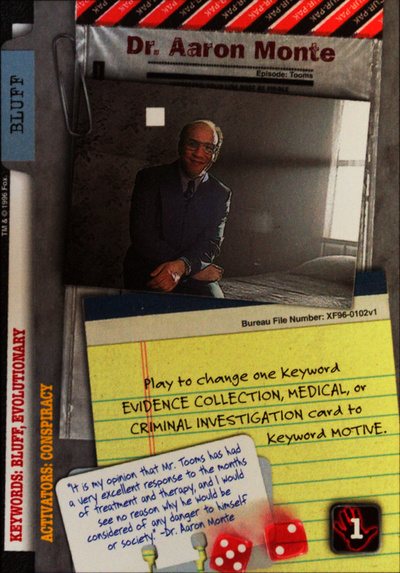 Dr. Aaron Monte
Episode: Tooms
BLUFF
TM & © 1996 Fox.
Bureau File Number: XF96-0102v1
Play to change one Keyword
EVIDENCE COLLECTION, MEDICAL, or
CRIMINAL INVESTIGATION card to
Keyword MOTIVE.
KEYWORDS: BLUFF, EVOLUTIONARY
ACTIVATORS: CONSPIRACY
"It is my opinion that Mr. Tooms has had
a very excellent response to the months
of treatment and therapy, and I would
see no reason why he would be
considered of any danger to himself
or society." -Dr. Aaron Monte
1